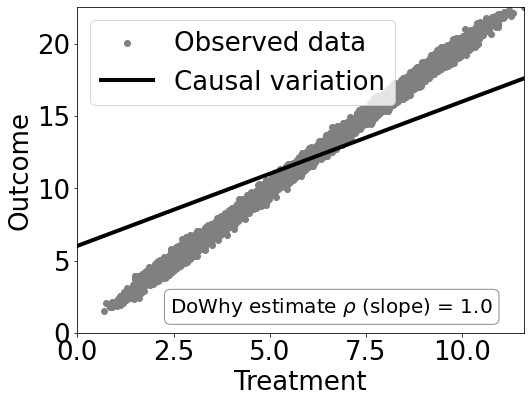 Observed data
Causal variation
20
15
10
5
0
Outcome
DoWhy estimate ρ (slope) = 1.0
0.0 2.5 5.0 7.5 10.0
Treatment